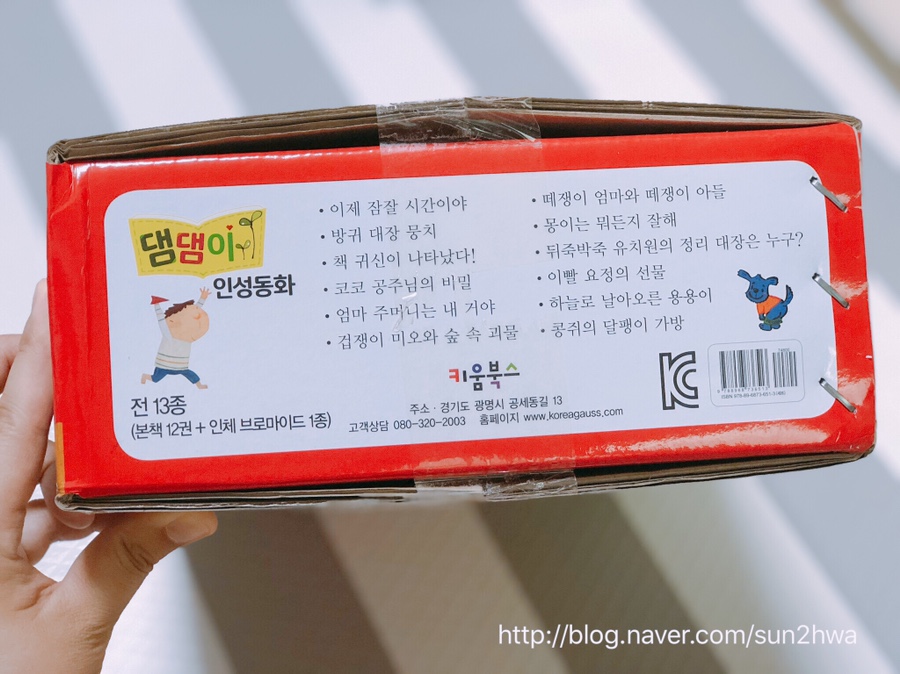 댐댐이
인성동화
전 13종
(본책 12권 + 인체 브로마이드 1종)
• 이제 잠잘 시간이야
• 방귀 대장 뭉치
• 책 귀신이 나타났다!
• 코코 공주님의 비밀
• 엄마 주머니는 내 거야
• 겁쟁이 미오와 숲 속 괴물
• 떼쟁이 엄마와 떼쟁이 아들
• 몽이는 뭐든지 잘해
• 뒤죽박죽 유치원의 정리 대장은 누구?
• 이빨 요정의 선물
• 하늘로 날아오른 용용이
• 콩쥐의 달팽이 가방
키움북스
주소 · 경기도 광명시 공세동길 13
고객상담 080-320-2003 홈페이지 www.koreagauss.com
KC
http://blog.naver.com/sun2hwa